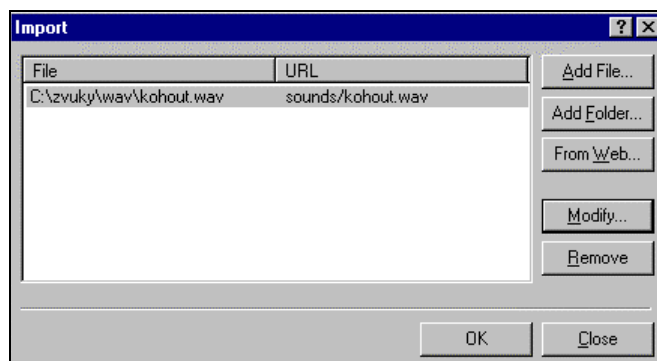 Import
File URL
C:\zvuky\wav\kohout.wav sounds/kohout.wav
Add File...
Add Folder...
From Web...
Modify...
Remove
OK Close